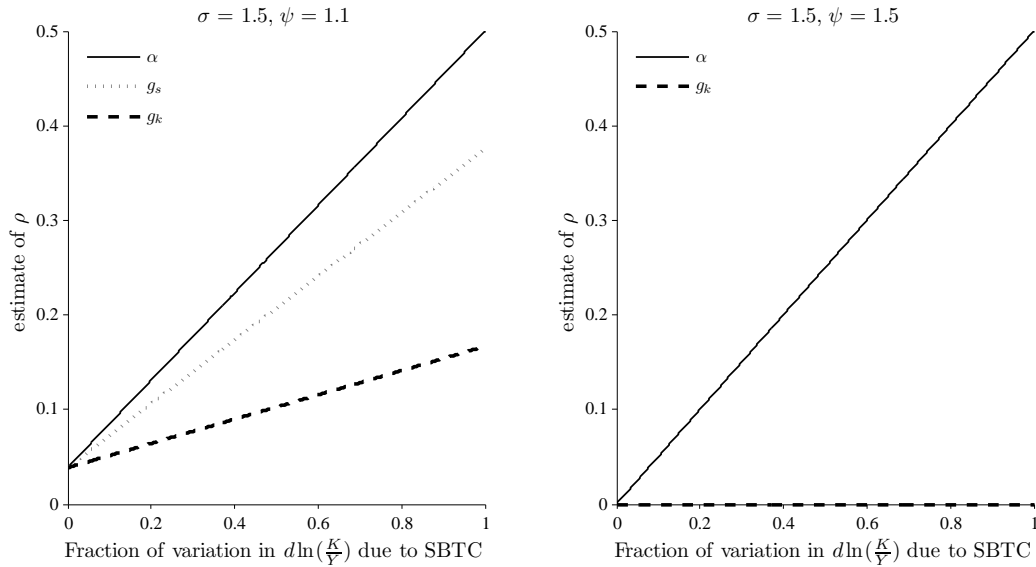 σ = 1.5, ψ = 1.1
α
g_s
g_k
0.5
0.4
0.3
0.2
0.1
0
estimate of ρ
0 0.2 0.4 0.6 0.8 1
Fraction of variation in d ln(K/Y) due to SBTC
σ = 1.5, ψ = 1.5
α
g_k
0.5
0.4
0.3
0.2
0.1
0
estimate of ρ
0 0.2 0.4 0.6 0.8 1
Fraction of variation in d ln(K/Y) due to SBTC